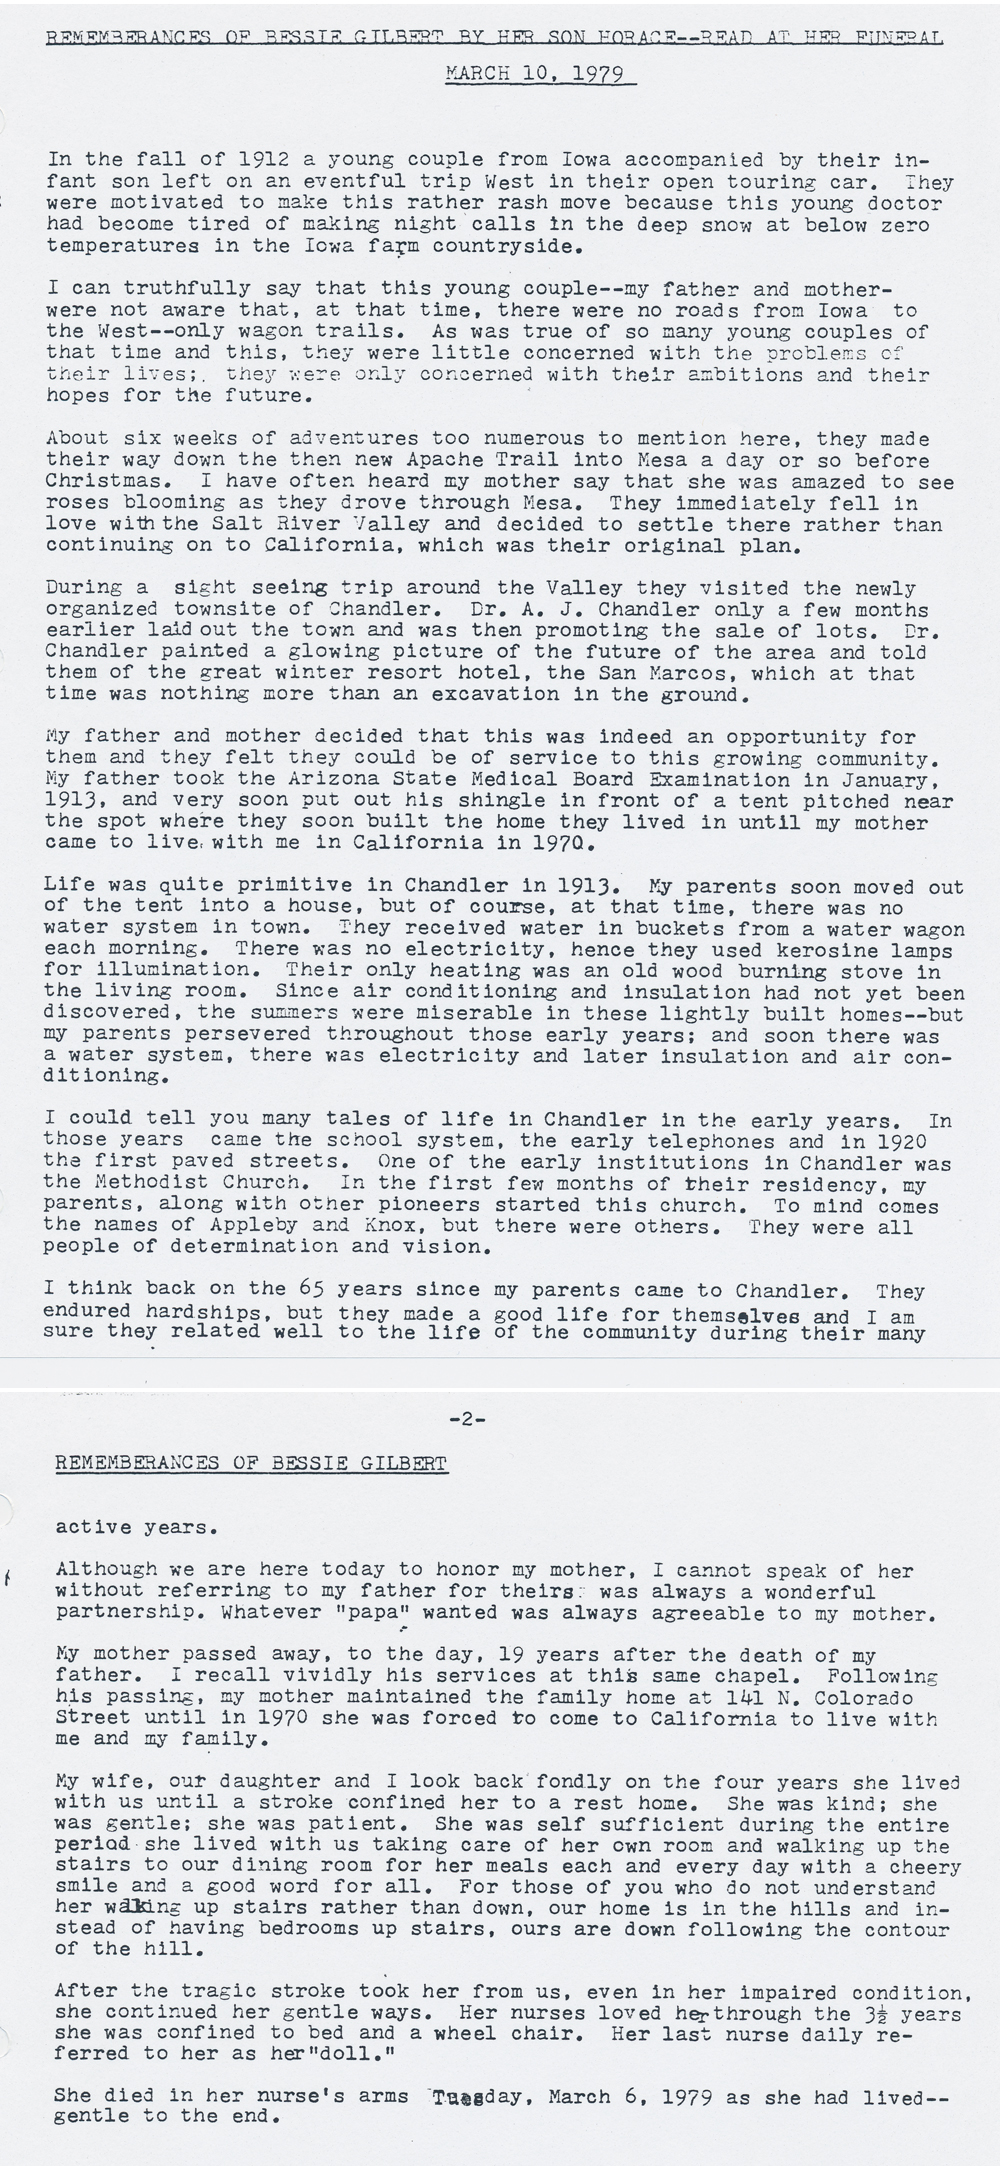 REMEMBERANCES OF BESSIE GILBERT BY HER SON HORACE--READ AT HER FUNERAL
MARCH 10, 1979
In the fall of 1912 a young couple from Iowa accompanied by their in-
fant son left on an eventful trip West in their open touring car.  They
were motivated to make this rather rash move because this young doctor
had become tired of making night calls in the deep snow at below zero
temperatures in the Iowa farm countryside.
I can truthfully say that this young couple--my father and mother-
were not aware that, at that time, there were no roads from Iowa to
the West--only wagon trails.  As was true of so many young couples of
that time and this, they were little concerned with the problems of
their lives;. they were only concerned with their ambitions and their
hopes for the future.
About six weeks of adventures too numerous to mention here, they made
their way down the then new Apache Trail into Mesa a day or so before
Christmas.  I have often heard my mother say that she was amazed to see
roses blooming as they drove through Mesa.  They immediately fell in
love with the Salt River Valley and decided to settle there rather than
continuing on to California, which was their original plan.
During a  sight seeing trip around the Valley they visited the newly
organized townsite of Chandler.  Dr. A. J. Chandler only a few months
earlier laid out the town and was then promoting the sale of lots.  Dr.
Chandler painted a glowing picture of the future of the area and told
them of the great winter resort hotel, the San Marcos, which at that
time was nothing more than an excavation in the ground.
My father and mother decided that this was indeed an opportunity for
them and they felt they could be of service to this growing community.
My father took the Arizona State Medical Board Examination in January,
1913, and very soon put out his shingle in front of a tent pitched near
the spot where they soon built the home they lived in until my mother
came to live with me in California in 1970.
Life was quite primitive in Chandler in 1913.  My parents soon moved out
of the tent into a house, but of course, at that time, there was no
water system in town.  They received water in buckets from a water wagon
each morning.  There was no electricity, hence they used kerosine lamps
for illumination.  Their only heating was an old wood burning stove in
the living room.  Since air conditioning and insulation had not yet been
discovered, the summers were miserable in these lightly built homes--but
my parents persevered throughout those early years; and soon there was
a water system, there was electricity and later insulation and air con-
ditioning.
I could tell you many tales of life in Chandler in the early years.  In
those years  came the school system, the early telephones and in 1920
the first paved streets.  One of the early institutions in Chandler was
the Methodist Church.  In the first few months of their residency, my
parents, along with other pioneers started this church.  To mind comes
the names of Appleby and Knox, but there were others.  They were all
people of determination and vision.
I think back on the 65 years since my parents came to Chandler.  They
endured hardships, but they made a good life for themselves and I am
sure they related well to the life of the community during their many
-2-
REMEMBERANCES OF BESSIE GILBERT
active years.
Although we are here today to honor my mother, I cannot speak of her
without referring to my father for theirs was always a wonderful
partnership. Whatever "papa" wanted was always agreeable to my mother.
My mother passed away, to the day, 19 years after the death of my
father.  I recall vividly his services at this same chapel.  Following
his passing, my mother maintained the family home at 141 N. Colorado
Street until in 1970 she was forced to come to California to live with
me and my family.
My wife, our daughter and I look back fondly on the four years she lived
with us until a stroke confined her to a rest home.  She was kind; she
was gentle; she was patient.  She was self sufficient during the entire
period she lived with us taking care of her own room and walking up the
stairs to our dining room for her meals each and every day with a cheery
smile and a good word for all.  For those of you who do not understand
her walking up stairs rather than down, our home is in the hills and in-
stead of having bedrooms up stairs, ours are down following the contour
of the hill.
After the tragic stroke took her from us, even in her impaired condition,
she continued her gentle ways.  Her nurses loved her through the 3½ years
she was confined to bed and a wheel chair.  Her last nurse daily re-
ferred to her as her"doll."
She died in her nurse's arms  Tuesday, March 6, 1979 as she had lived--
gentle to the end.